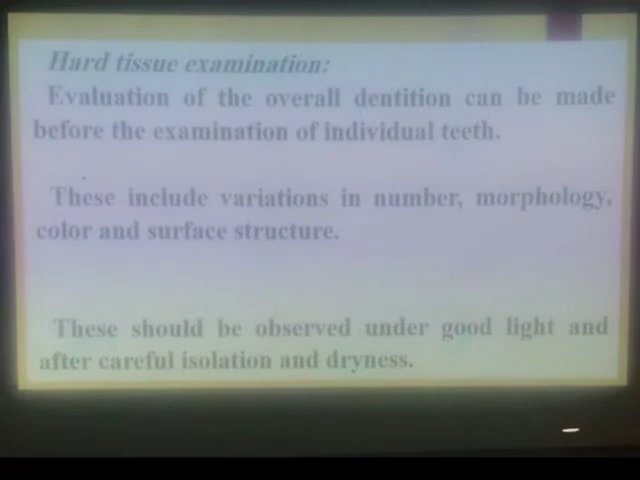 Hard tissue examination:
Evaluation of the overall dentition can be made
before the examination of individual teeth.
These include variations in number, morphology,
color and surface structure.
These should be observed under good light and
after careful isolation and dryness.